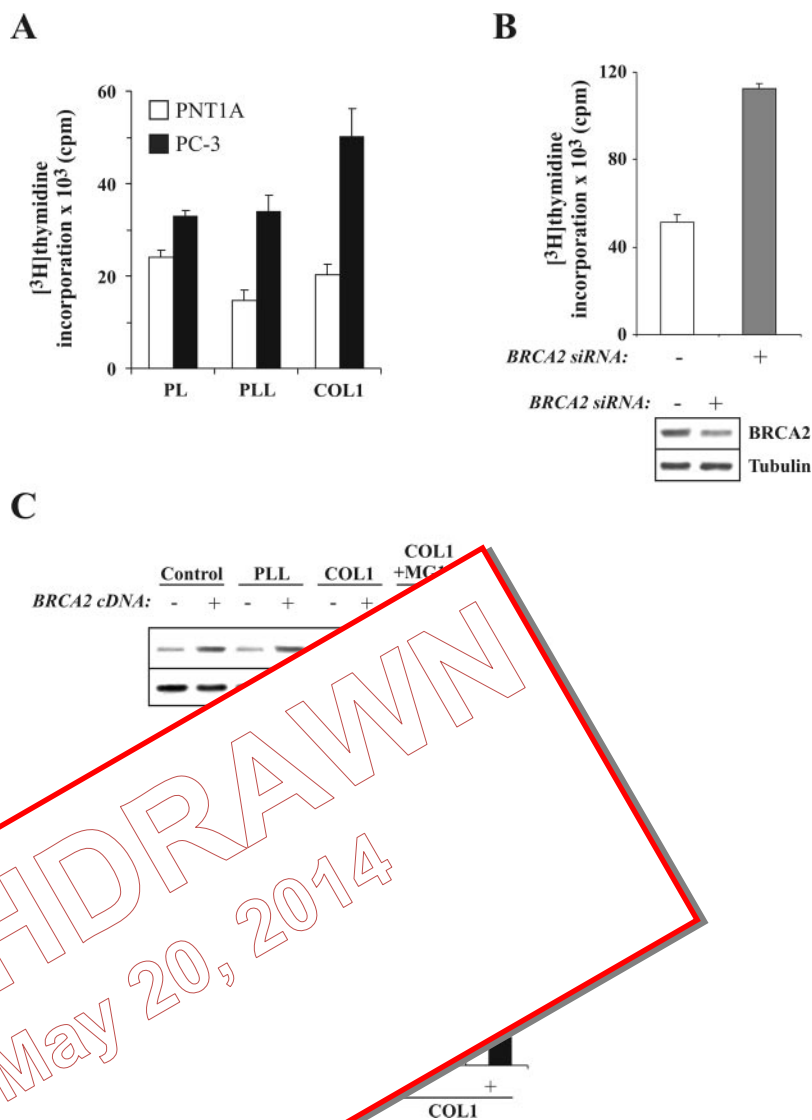 A
60
40
20
0
[³H]thymidine
incorporation x 10³ (cpm)
PNT1A
PC-3
PL PLL COL1
B
120
80
40
0
[³H]thymidine
incorporation x 10³ (cpm)
BRCA2 siRNA: - +
BRCA2 siRNA: - +
BRCA2
Tubulin
C
COL1
Control PLL COL1
BRCA2 cDNA: - + - + - +
HDRAWN
May 20, 2014
+
COL1